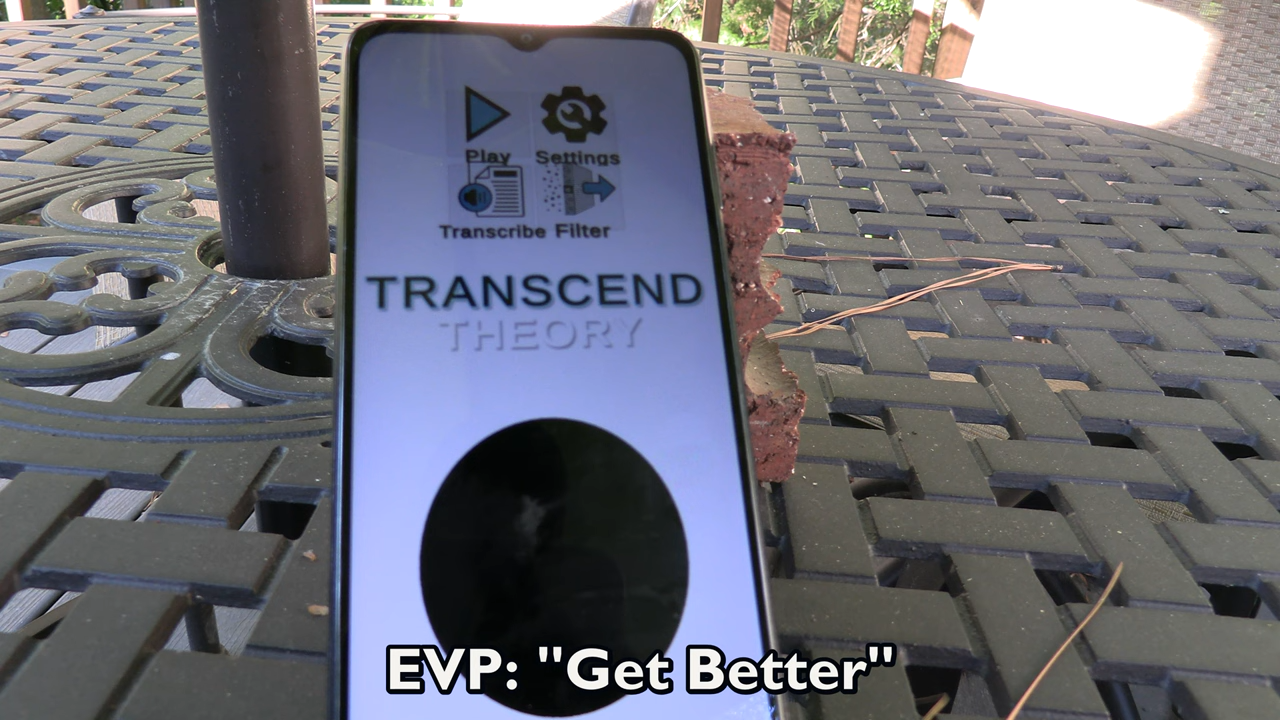 Play Settings
Transcribe Filter
TRANSCEND
THEORY
EVP: "Get Better"